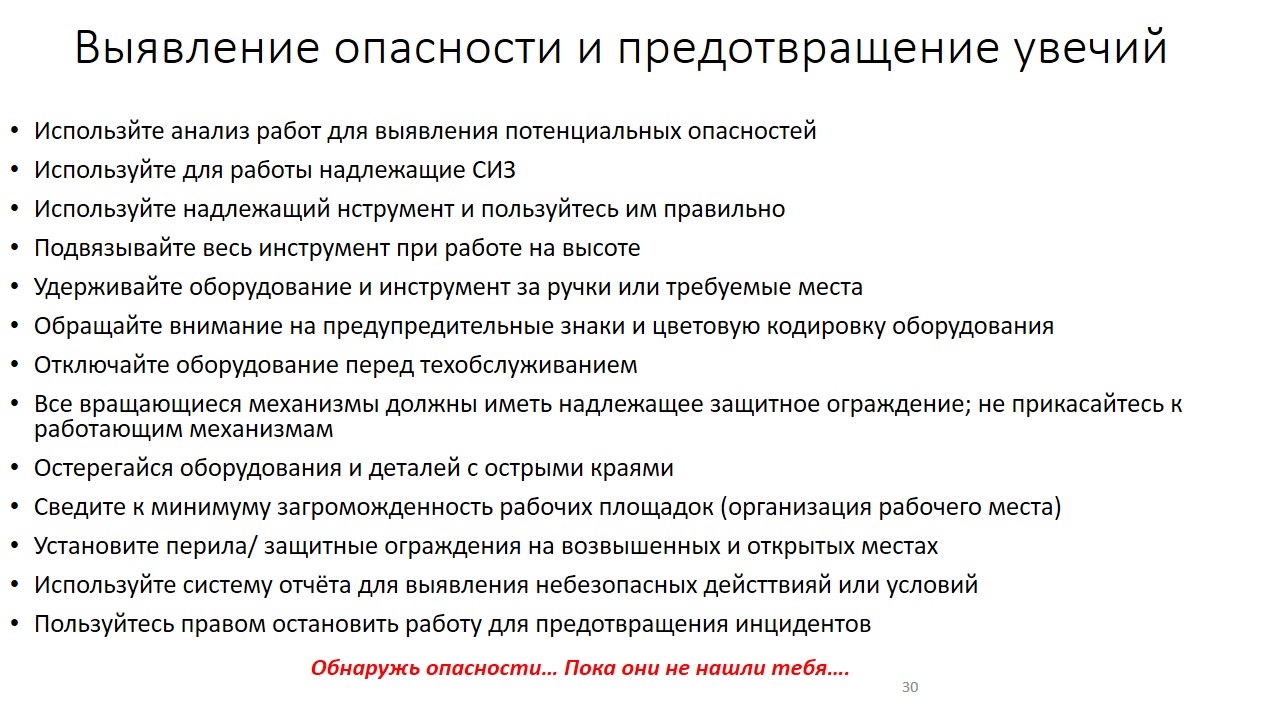 Выявление опасности и предотвращение увечий
• Использйте анализ работ для выявления потенциальных опасностей
• Используйте для работы надлежащие СИЗ
• Используйте надлежащий нструмент и пользуйтесь им правильно
• Подвязывайте весь инструмент при работе на высоте
• Удерживайте оборудование и инструмент за ручки или требуемые места
• Обращайте внимание на предупредительные знаки и цветовую кодировку оборудования
• Отключайте оборудование перед техобслуживанием
• Все вращающиеся механизмы должны иметь надлежащее защитное ограждение; не прикасайтесь к
работающим механизмам
• Остерегайся оборудования и деталей с острыми краями
• Сведите к минимуму загроможденность рабочих площадок (организация рабочего места)
• Установите перила/ защитные ограждения на возвышенных и открытых местах
• Используйте систему отчёта для выявления небезопасных действтвияй или условий
• Пользуйтесь правом остановить работу для предотвращения инцидентов
Обнаружь опасности... Пока они не нашли тебя....
30